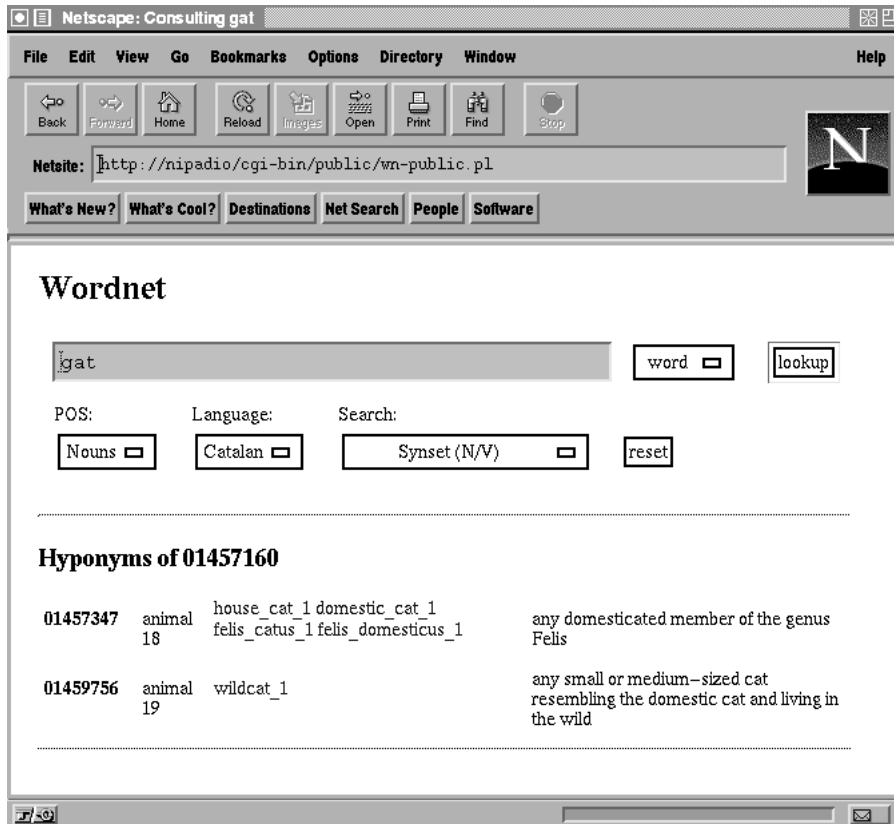 Netscape: Consulting gat
File Edit View Go Bookmarks Options Directory Window Help
Back Forward Home Reload Images Open Print Find Stop
N
Netsite: http://nipadio/cgi-bin/public/wn-public.pl
What's New? What's Cool? Destinations Net Search People Software
Wordnet
gat word lookup
POS: Language: Search:
Nouns Catalan Synset (N/V) reset
Hyponyms of 01457160
01457347 animal house_cat_1 domestic_cat_1 any domesticated member of the genus
18 felis_catus_1 felis_domesticus_1 Felis
01459756 animal wildcat_1 any small or medium-sized cat
19 resembling the domestic cat and living in
the wild